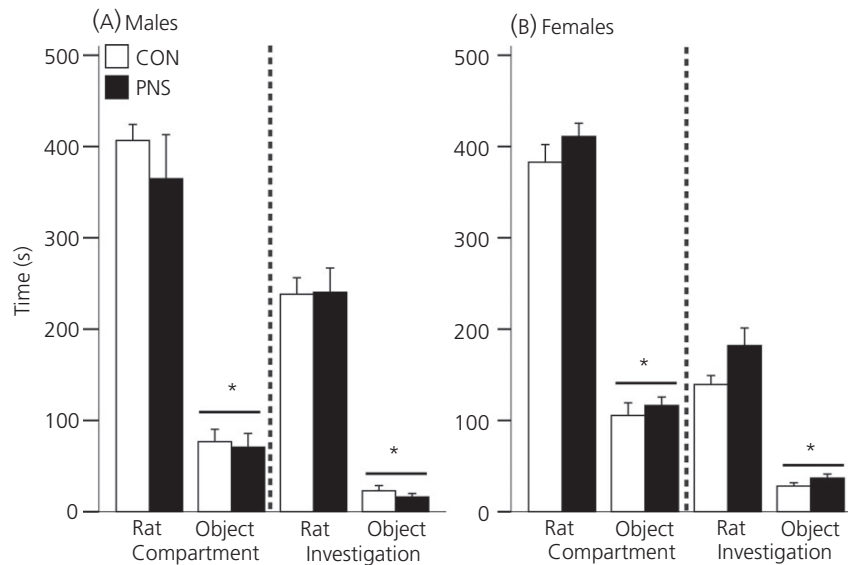 (A) Males
500
CON
PNS
400
300
200
100
0
Time (s)
*
*
Rat Object Rat Object
Compartment Investigation
(B) Females
500
400
300
200
100
0
*
*
Rat Object Rat Object
Compartment Investigation